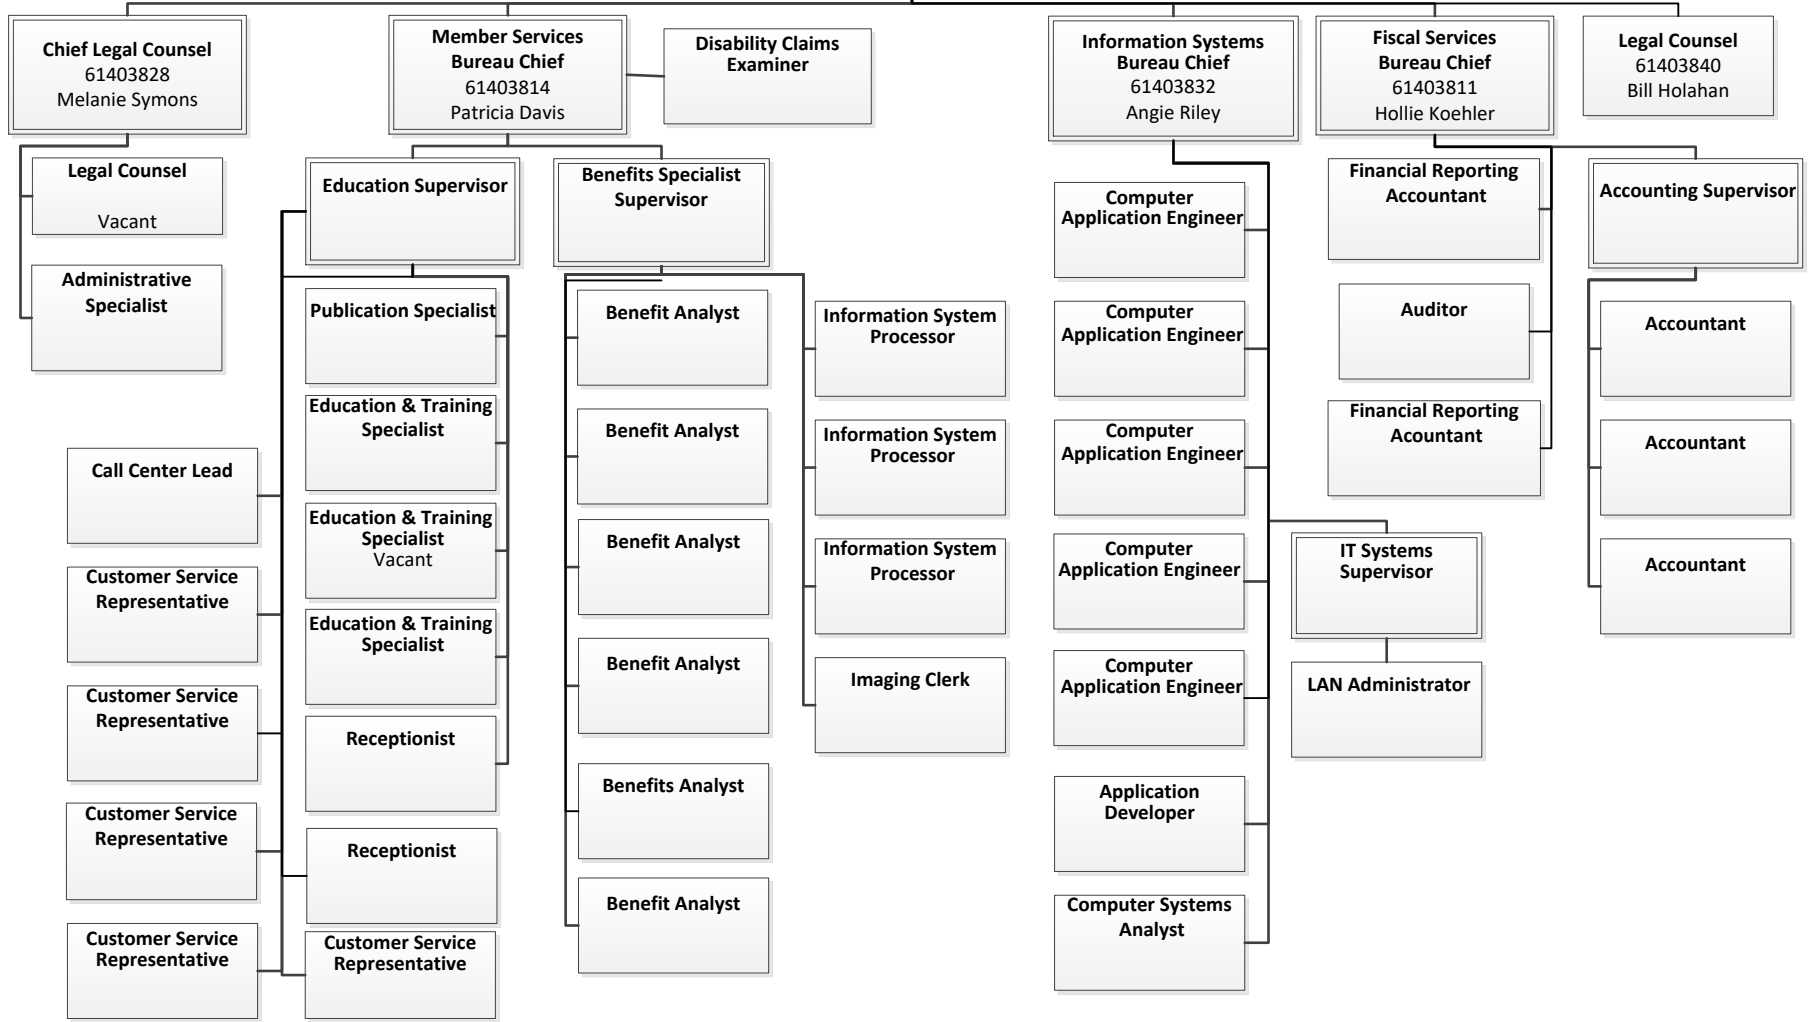 Chief Legal Counsel
61403828
Melanie Symons
Member Services
Bureau Chief
61403814
Patricia Davis
Disability Claims
Examiner
Information Systems
Bureau Chief
61403832
Angie Riley
Fiscal Services
Bureau Chief
61403811
Hollie Koehler
Legal Counsel
61403840
Bill Holahan
Legal Counsel
Vacant
Administrative
Specialist
Education Supervisor
Publication Specialist
Education & Training
Specialist
Education & Training
Specialist
Vacant
Education & Training
Specialist
Receptionist
Receptionist
Customer Service
Representative
Call Center Lead
Customer Service
Representative
Customer Service
Representative
Customer Service
Representative
Customer Service
Representative
Benefits Specialist
Supervisor
Benefit Analyst
Benefit Analyst
Benefit Analyst
Benefit Analyst
Benefits Analyst
Benefit Analyst
Information System
Processor
Information System
Processor
Information System
Processor
Imaging Clerk
Computer
Application Engineer
Computer
Application Engineer
Computer
Application Engineer
Computer
Application Engineer
Computer
Application Engineer
Application
Developer
Computer Systems
Analyst
IT Systems
Supervisor
LAN Administrator
Financial Reporting
Accountant
Auditor
Financial Reporting
Acountant
Accounting Supervisor
Accountant
Accountant
Accountant